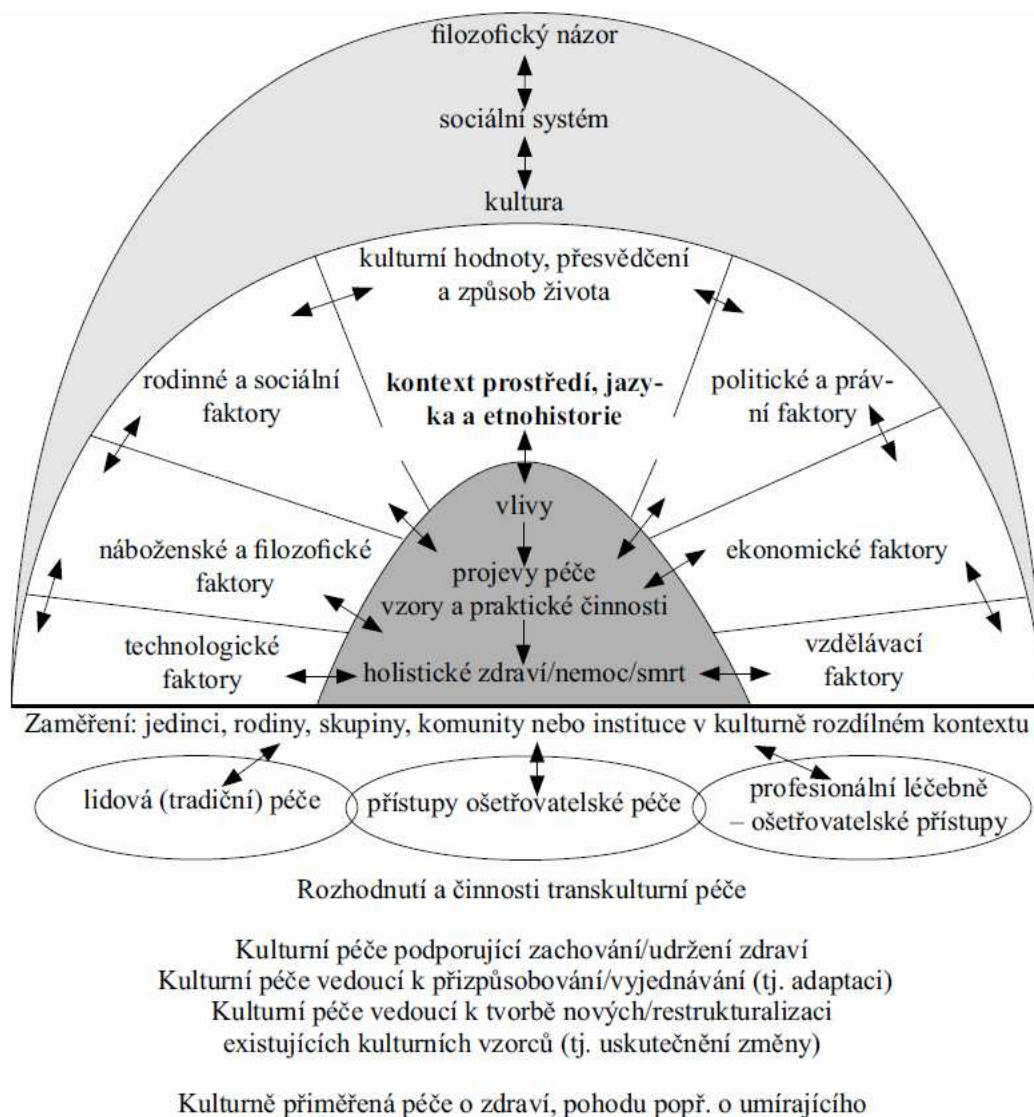 filozofický názor
sociální systém
kultura
kulturní hodnoty, přesvědčení
a způsob života
rodinné a sociální
faktory
kontext prostředí, jazy-
ka a etnohistorie
politické a práv-
ní faktory
vlivy
náboženské a filozofické
faktory
projevy péče
vzory a praktické činnosti
ekonomické faktory
technologické
faktory
holistické zdraví/nemoc/smrt
vzdělávací
faktory
Zaměření: jedinci, rodiny, skupiny, komunity nebo instituce v kulturně rozdílném kontextu
lidová (tradiční) péče
přístupy ošetřovatelské péče
profesionální léčebně
– ošetřovatelské přístupy
Rozhodnutí a činnosti transkulturní péče
Kulturní péče podporující zachování/udržení zdraví
Kulturní péče vedoucí k přizpůsobování/vyjednávání (tj. adaptaci)
Kulturní péče vedoucí k tvorbě nových/restrukturalizaci
existujících kulturních vzorců (tj. uskutečnění změny)
Kulturně přiměřená péče o zdraví, pohodu popř. o umírajícího